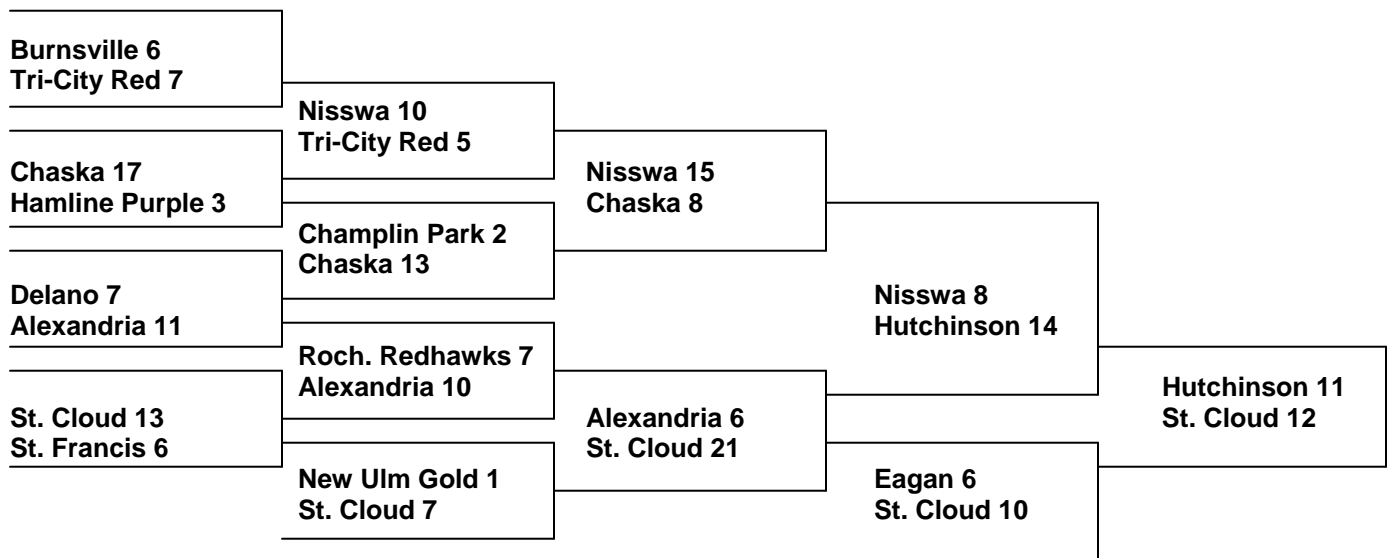 Burnsville 6
Tri-City Red 7
Chaska 17
Hamline Purple 3
Delano 7
Alexandria 11
St. Cloud 13
St. Francis 6
Nisswa 10
Tri-City Red 5
Champlin Park 2
Chaska 13
Roch. Redhawks 7
Alexandria 10
New Ulm Gold 1
St. Cloud 7
Nisswa 15
Chaska 8
Alexandria 6
St. Cloud 21
Nisswa 8
Hutchinson 14
Eagan 6
St. Cloud 10
Hutchinson 11
St. Cloud 12